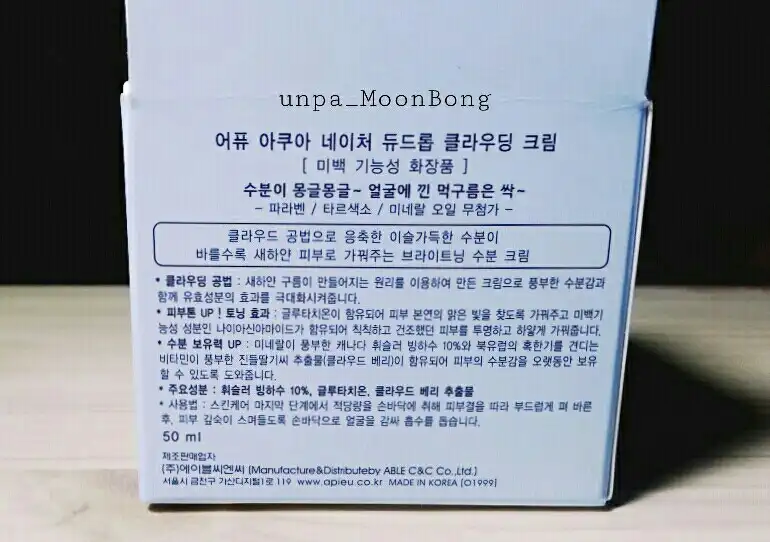 unpa_MoonBong
어퓨 아쿠아 네이처 듀드롭 클라우딩 크림
[ 미백 기능성 화장품 ]
수분이 몽글몽글~ 얼굴에 낀 먹구름은 싹~
- 파라벤 / 타르색소 / 미네랄 오일 무첨가 -
클라우드 공법으로 응축한 이슬가득한 수분이
바를수록 새하얀 피부로 가꿔주는 브라이트닝 수분 크림
* 클라우딩 공법 : 새하얀 구름이 만들어지는 원리를 이용하여 만든 크림으로 풍부한 수분감과
함께 유효성분의 효과를 극대화시켜줍니다.
* 피부톤 UP ! 토닝 효과 : 글루타치온이 함유되어 피부 본연의 맑은 빛을 찾도록 가꿔주고 미백기
능성 성분인 나이아신아마이드가 함유되어 칙칙하고 건조했던 피부를 투명하고 하얗게 가꿔줍니다.
* 수분 보유력 UP : 미네랄이 풍부한 캐나다 휘슬러 빙하수 10%와 북유럽의 혹한기를 견디는
비타민이 풍부한 진들딸기씨 추출물(클라우드 베리)이 함유되어 피부의 수분감을 오랫동안 보유
할 수 있도록 도와줍니다.
* 주요성분 : 휘슬러 빙하수 10%, 글루타치온, 클라우드 베리 추출물
* 사용법 : 스킨케어 마지막 단계에서 적당량을 손바닥에 취해 피부결을 따라 부드럽게 펴 바른
후, 피부 깊숙이 스며들도록 손바닥으로 얼굴을 감싸 흡수를 돕습니다.
50 ml
제조판매업자
(주)에이블씨엔씨 (Manufacture&Distributeby ABLE C&C Co.,Ltd.)
서울시 금천구 가산디지털1로 119 www.apieu.co.kr MADE IN KOREA (01999)